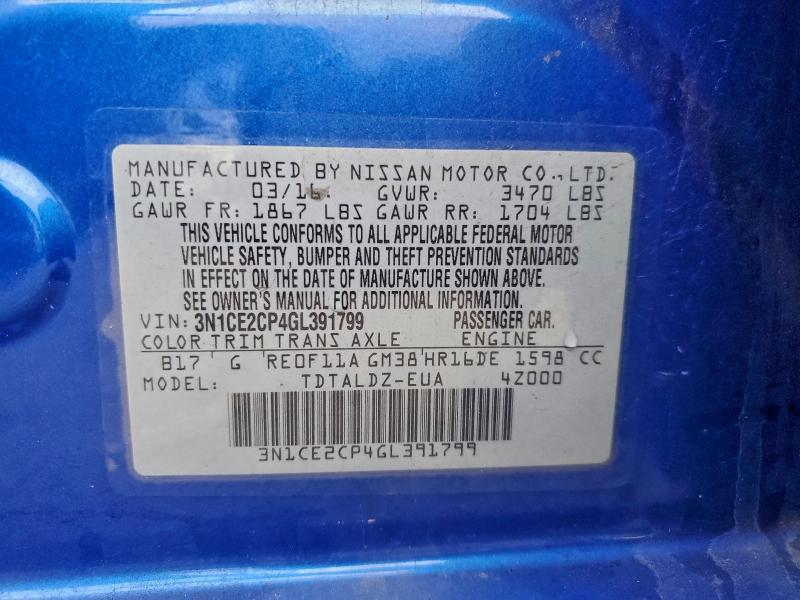 MANUFACTURED BY NISSAN MOTOR CO., LTD.
DATE: 03/16 GVWR: 3470 LBS
GAWR FR: 1867 LBS GAWR RR: 1704 LBS
THIS VEHICLE CONFORMS TO ALL APPLICABLE FEDERAL MOTOR
VEHICLE SAFETY, BUMPER AND THEFT PREVENTION STANDARDS
IN EFFECT ON THE DATE OF MANUFACTURE SHOWN ABOVE.
SEE OWNER'S MANUAL FOR ADDITIONAL INFORMATION.
VIN: 3N1CE2CP4GL391799 PASSENGER CAR.
COLOR TRIM TRANS AXLE ENGINE
B17 G RE0F11A GM38 HR16DE 1598 CC
MODEL: TDTALDZ-EUA 4Z000
3N1CE2CP4GL391799